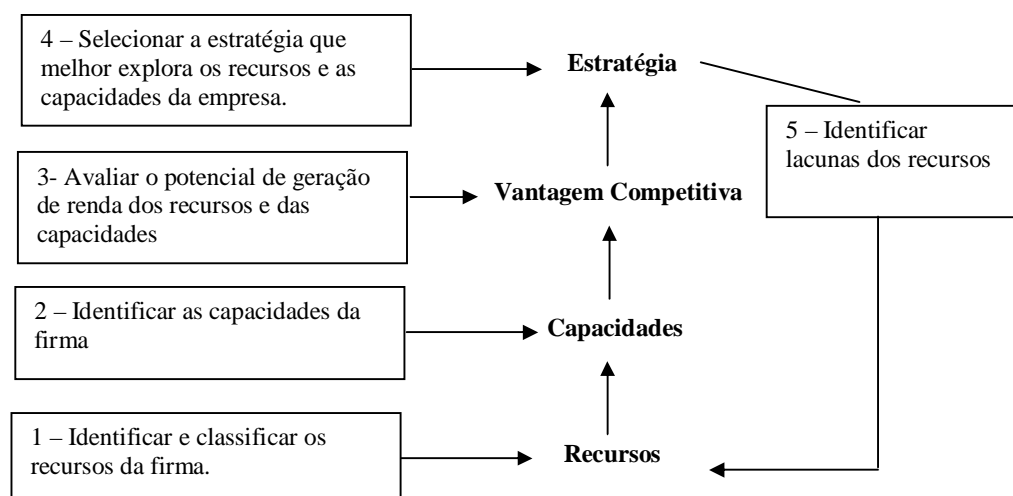 4 – Selecionar a estratégia que
melhor explora os recursos e as
capacidades da empresa.
Estratégia
5 – Identificar
lacunas dos recursos
3- Avaliar o potencial de geração
de renda dos recursos e das
capacidades
Vantagem Competitiva
2 – Identificar as capacidades da
firma
Capacidades
1 – Identificar e classificar os
recursos da firma.
Recursos